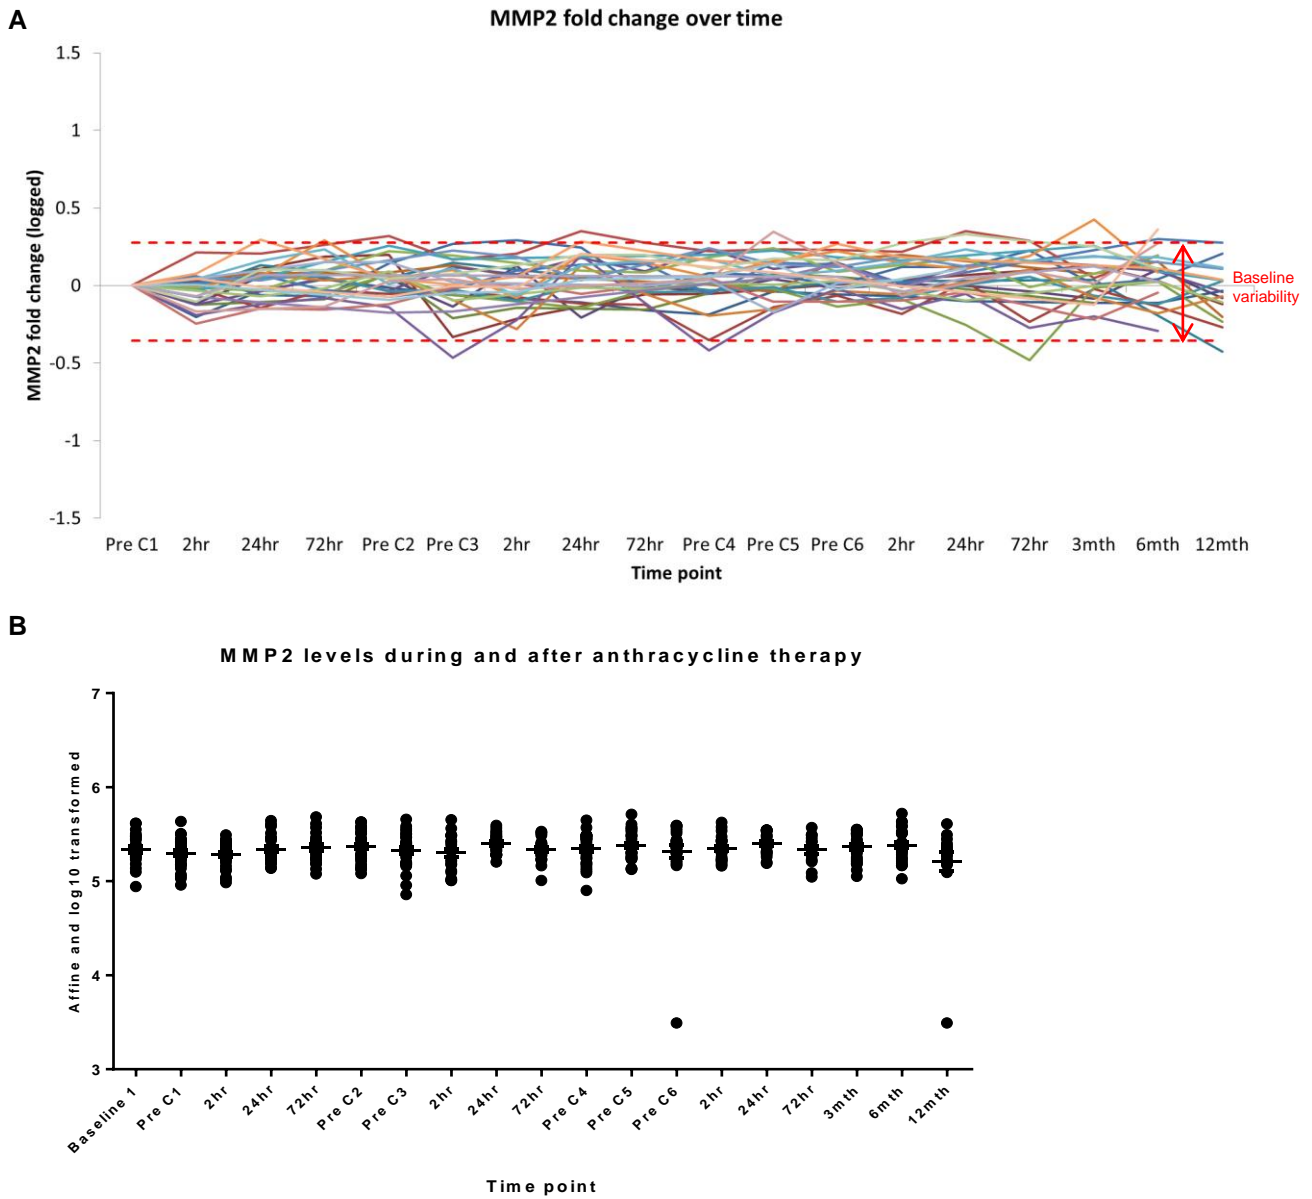 A
MMP2 fold change over time
1.5
1
0.5
0
-0.5
-1
-1.5
MMP2 fold change (logged)
Baseline
variability
Pre C1 2hr 24hr 72hr Pre C2 Pre C3 2hr 24hr 72hr Pre C4 Pre C5 Pre C6 2hr 24hr 72hr 3mth 6mth 12mth
Time point
B
MMP2 levels during and after anthracycline therapy
7
6
5
4
3
Affine and log10 transformed
Baseline 1 Pre C1 2hr 24hr 72hr Pre C2 Pre C3 2hr 24hr 72hr Pre C4 Pre C5 Pre C6 2hr 24hr 72hr 3mth 6mth 12mth
Time point